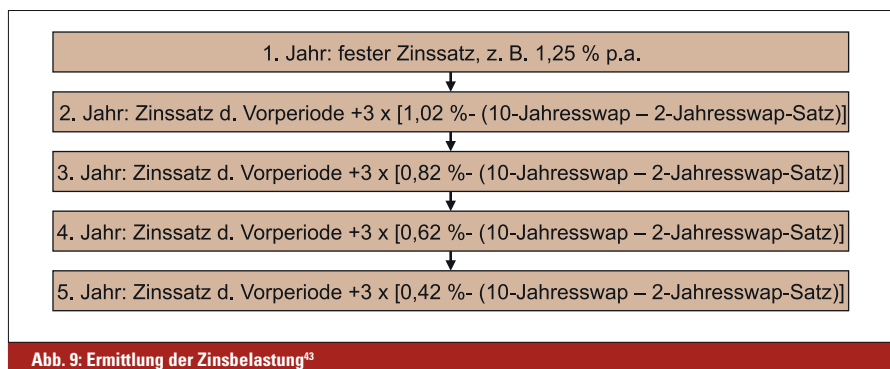 1. Jahr: fester Zinssatz, z. B. 1,25 % p.a.
2. Jahr: Zinssatz d. Vorperiode +3 x [1,02 %- (10-Jahresswap – 2-Jahresswap-Satz)]
3. Jahr: Zinssatz d. Vorperiode +3 x [0,82 %- (10-Jahresswap – 2-Jahresswap-Satz)]
4. Jahr: Zinssatz d. Vorperiode +3 x [0,62 %- (10-Jahresswap – 2-Jahresswap-Satz)]
5. Jahr: Zinssatz d. Vorperiode +3 x [0,42 %- (10-Jahresswap – 2-Jahresswap-Satz)]
Abb. 9: Ermittlung der Zinsbelastung⁴³